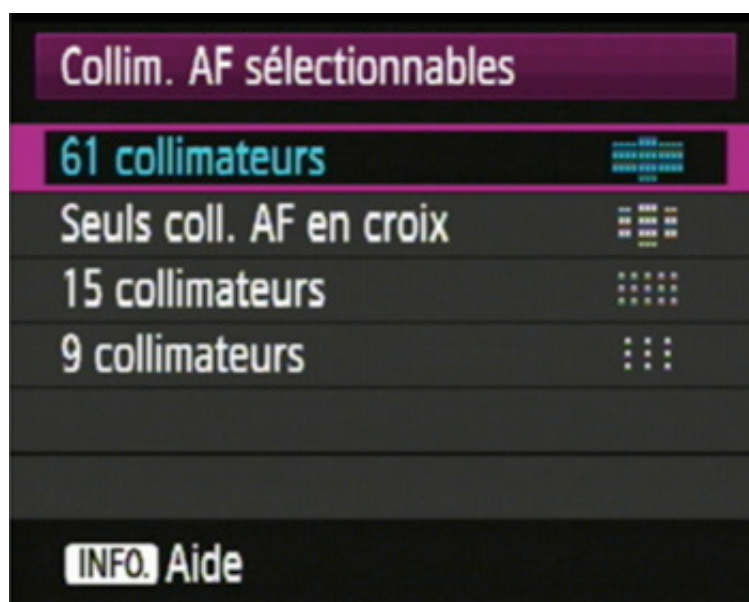 Collim. AF sélectionnables
61 collimateurs
Seuls coll. AF en croix
15 collimateurs
9 collimateurs
INFO. Aide